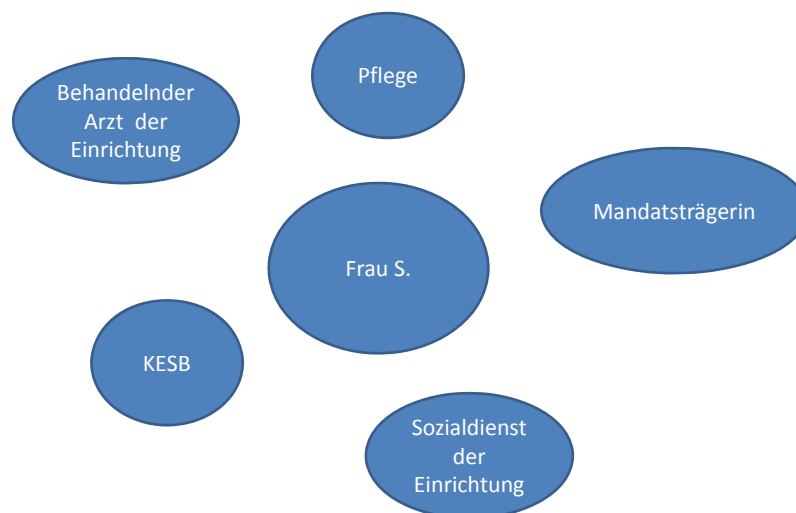 Pflege
Behandelnder
Arzt der
Einrichtung
Mandatsträgerin
Frau S.
KESB
Sozialdienst
der
Einrichtung